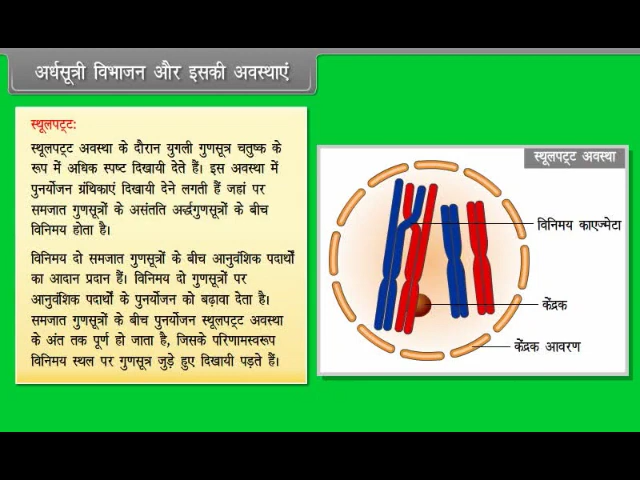 अर्धसूत्री विभाजन और इसकी अवस्थाएं
स्थूलपट्ट:
स्थूलपट्ट अवस्था के दौरान युगली गुणसूत्र चतुष्क के
रूप में अधिक स्पष्ट दिखायी देते हैं। इस अवस्था में
पुनर्योजन ग्रंथिकाएं दिखायी देने लगती हैं जहां पर
समजात गुणसूत्रों के असंतति अर्द्धगुणसूत्रों के बीच
विनिमय होता है।
विनिमय दो समजात गुणसूत्रों के बीच आनुवंशिक पदार्थों
का आदान प्रदान हैं। विनिमय दो गुणसूत्रों पर
आनुवंशिक पदार्थों के पुनर्योजन को बढ़ावा देता है।
समजात गुणसूत्रों के बीच पुनर्योजन स्थूलपट्ट अवस्था
के अंत तक पूर्ण हो जाता है, जिसके परिणामस्वरूप
विनिमय स्थल पर गुणसूत्र जुड़े हुए दिखायी पड़ते हैं।
स्थूलपट्ट अवस्था
विनिमय काएज्मेटा
केंद्रक
केंद्रक आवरण